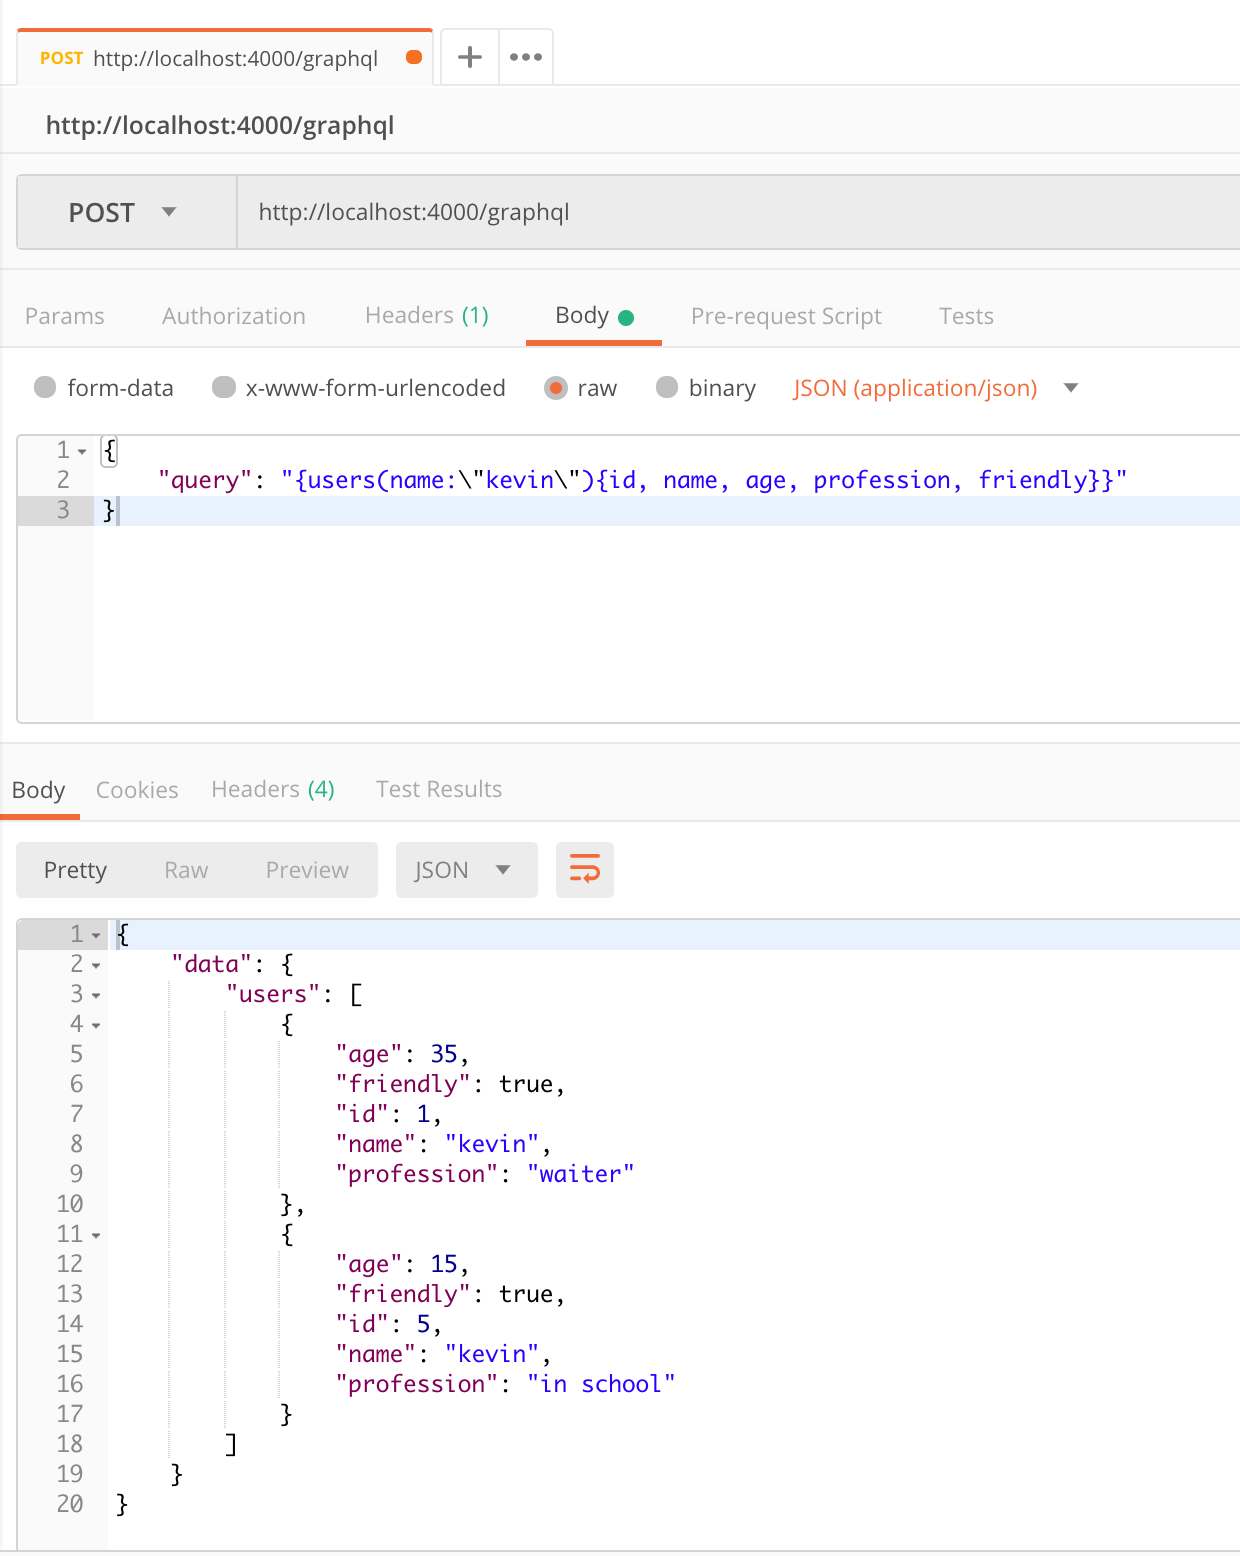 POST http://localhost:4000/graphql
http://localhost:4000/graphql
POST http://localhost:4000/graphql
Params Authorization Headers (1) Body Pre-request Script Tests
form-data x-www-form-urlencoded raw binary JSON (application/json)
1 {
2 "query": "{users(name:\"kevin\"){id, name, age, profession, friendly}}"
3 }
Body Cookies Headers (4) Test Results
Pretty Raw Preview JSON
1 {
2 "data": {
3 "users": [
4 {
5 "age": 35,
6 "friendly": true,
7 "id": 1,
8 "name": "kevin",
9 "profession": "waiter"
10 },
11 {
12 "age": 15,
13 "friendly": true,
14 "id": 5,
15 "name": "kevin",
16 "profession": "in school"
17 }
18 ]
19 }
20 }